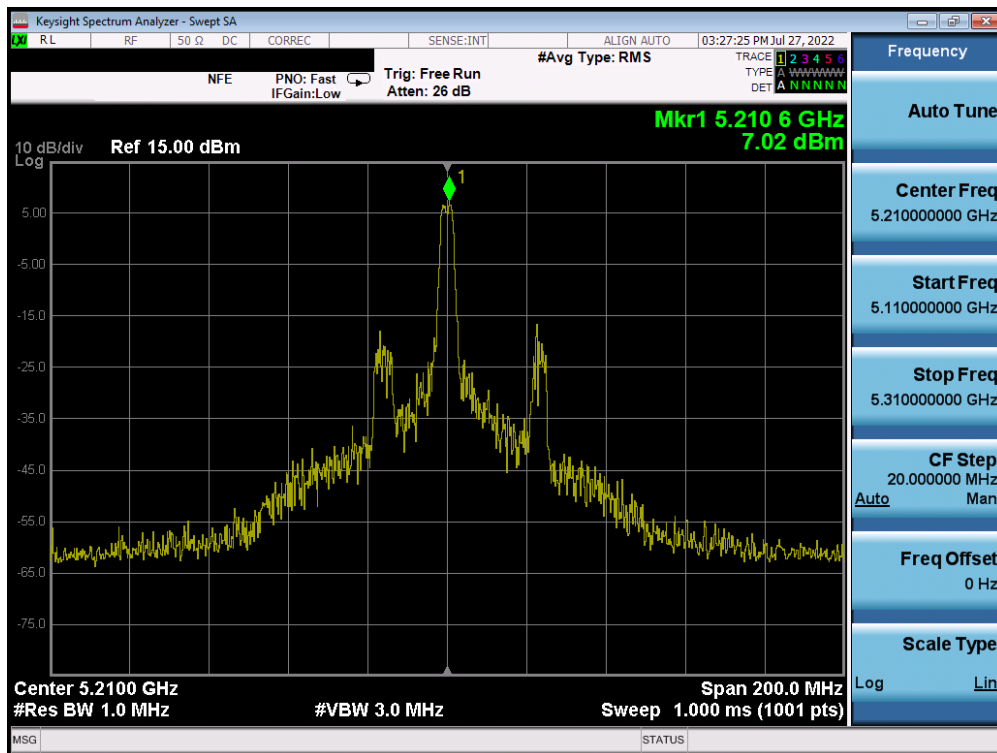 Keysight Spectrum Analyzer - Swept SA
LXI RL RF 50 Ω DC CORREC SENSE:INT ALIGN AUTO 03:27:25 PM Jul 27, 2022
Frequency
NFE PNO: Fast IFGain:Low
Trig: Free Run
Atten: 26 dB
#Avg Type: RMS
TRACE 1 2 3 4 5 6
TYPE A WWWWW
DET A N N N N N
Mkr1 5.210 6 GHz
7.02 dBm
10 dB/div Ref 15.00 dBm
Log
1
5.00
-5.00
-15.0
-25.0
-35.0
-45.0
-55.0
-65.0
-75.0
Center 5.2100 GHz Span 200.0 MHz
#Res BW 1.0 MHz #VBW 3.0 MHz Sweep 1.000 ms (1001 pts)
Auto Tune
Center Freq
5.210000000 GHz
Start Freq
5.110000000 GHz
Stop Freq
5.310000000 GHz
CF Step
20.000000 MHz
Auto Man
Freq Offset
0 Hz
Scale Type
Log Lin
MSG STATUS